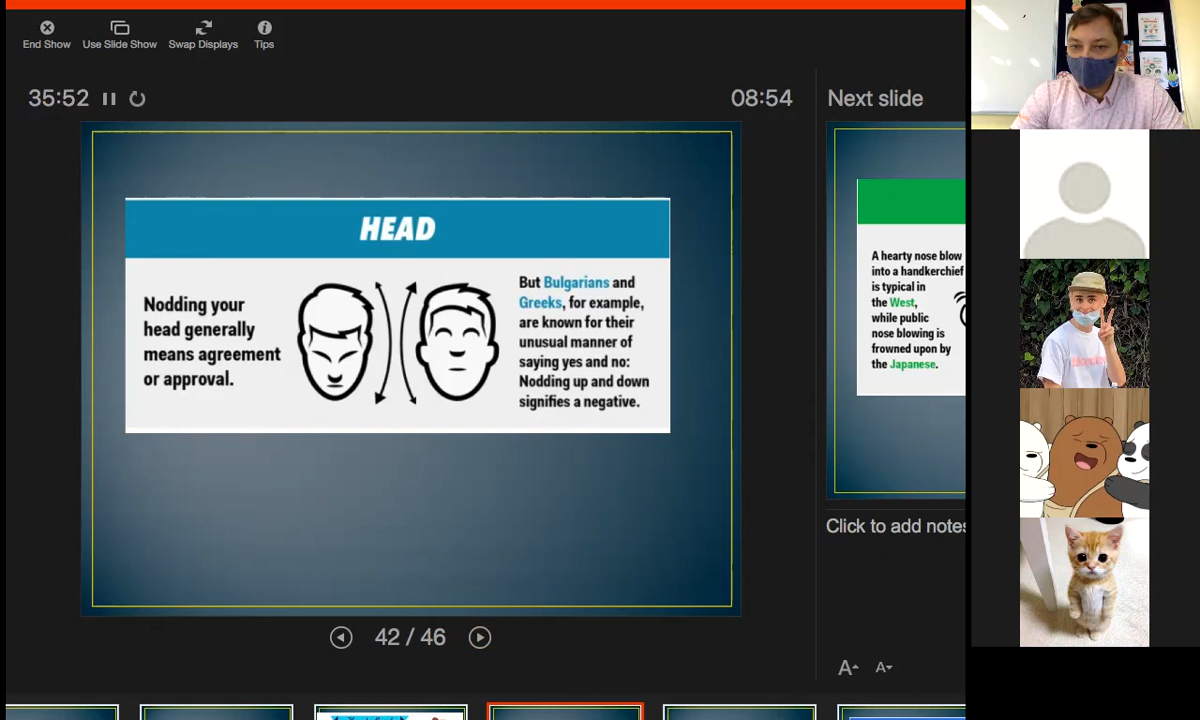 End Show
Use Slide Show
Swap Displays
Tips
35:52
08:54
Next slide
HEAD
Nodding your
head generally
means agreement
or approval.
But Bulgarians and
Greeks, for example,
are known for their
unusual manner of
saying yes and no:
Nodding up and down
signifies a negative.
A hearty nose blow
into a handkerchief
is typical in
the West,
while public
nose blowing is
frowned upon by
the Japanese.
Click to add notes
42 / 46
A
A